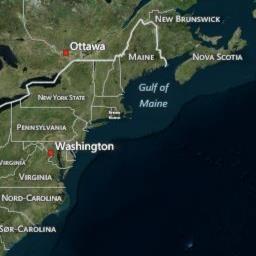 New Brunswick
Ottawa
Maine
Nova Scotia
Gulf of
Maine
New York State
Pennsylvania
Washington
Virginia
Virginia
Nord-Carolina
Sør-Carolina